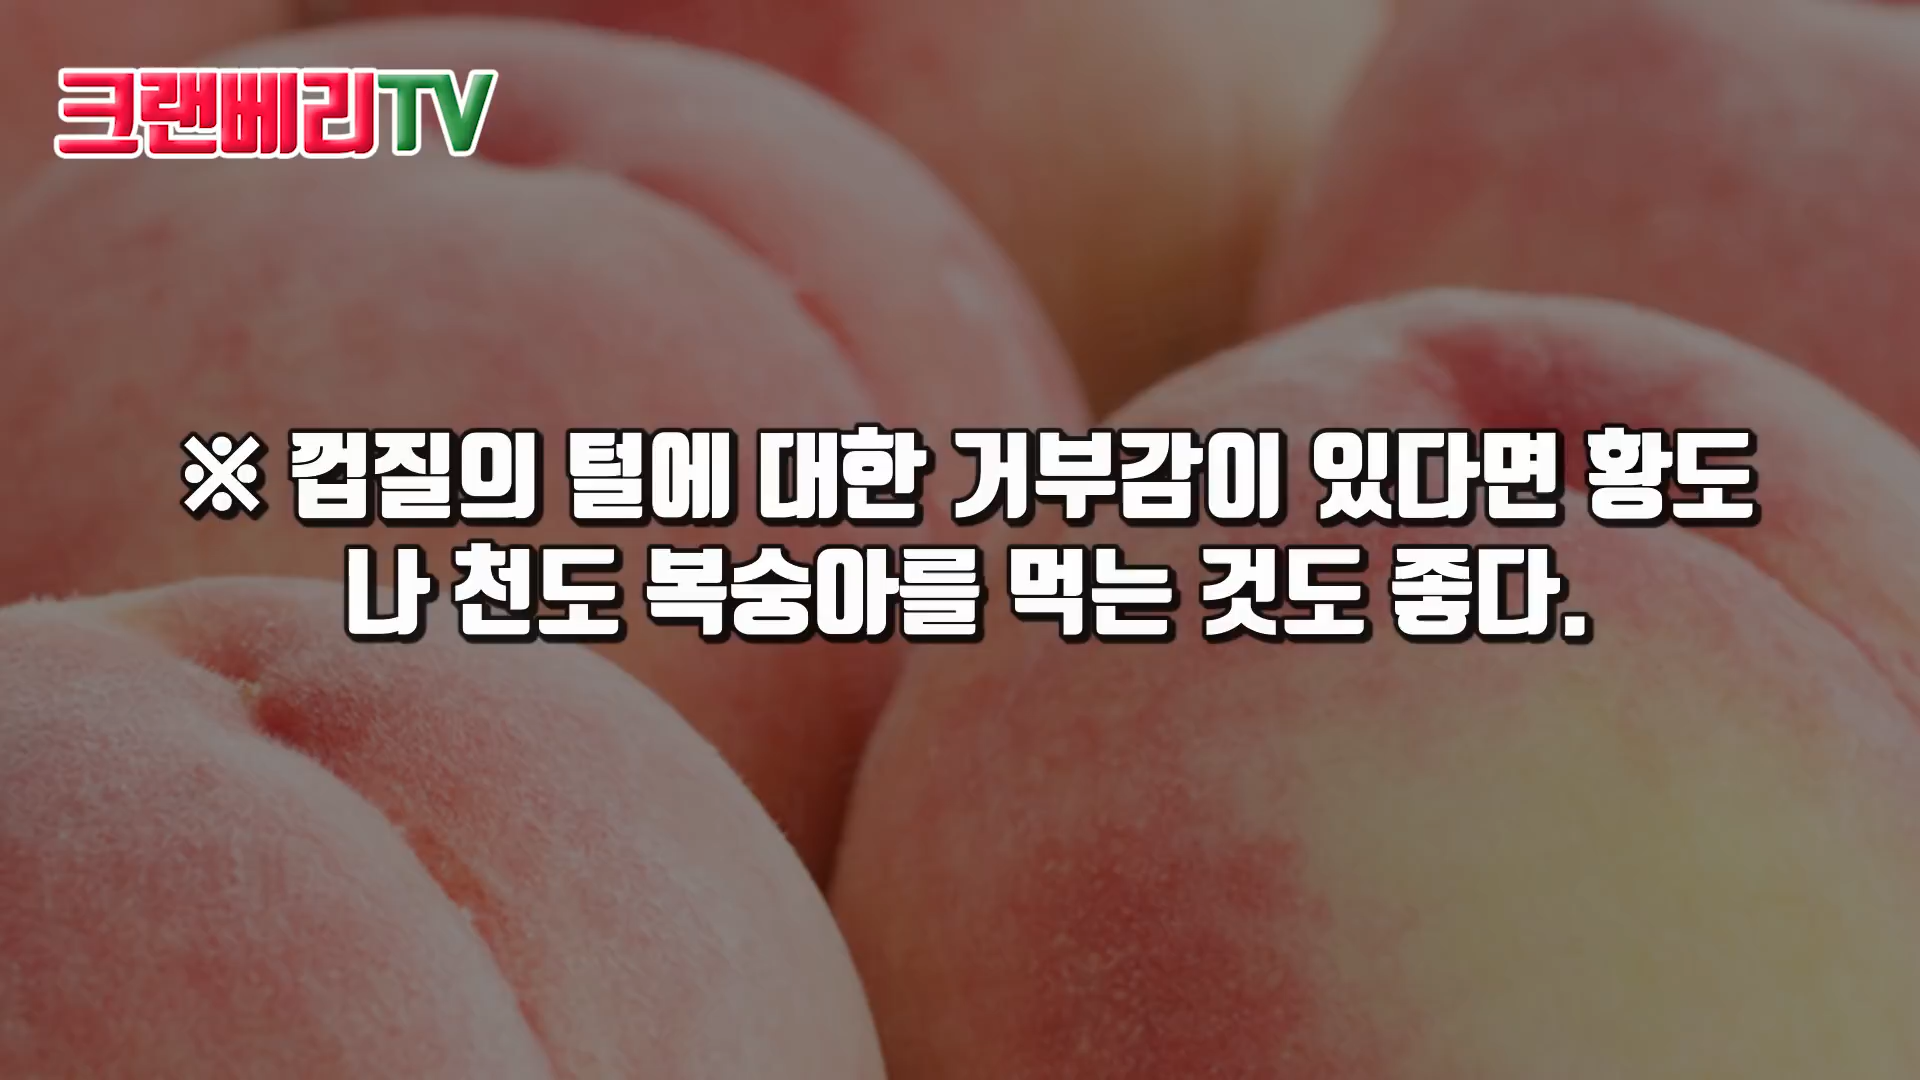 크랜베리TV
※ 껍질의 털에 대한 거부감이 있다면 황도
나 천도 복숭아를 먹는 것도 좋다.